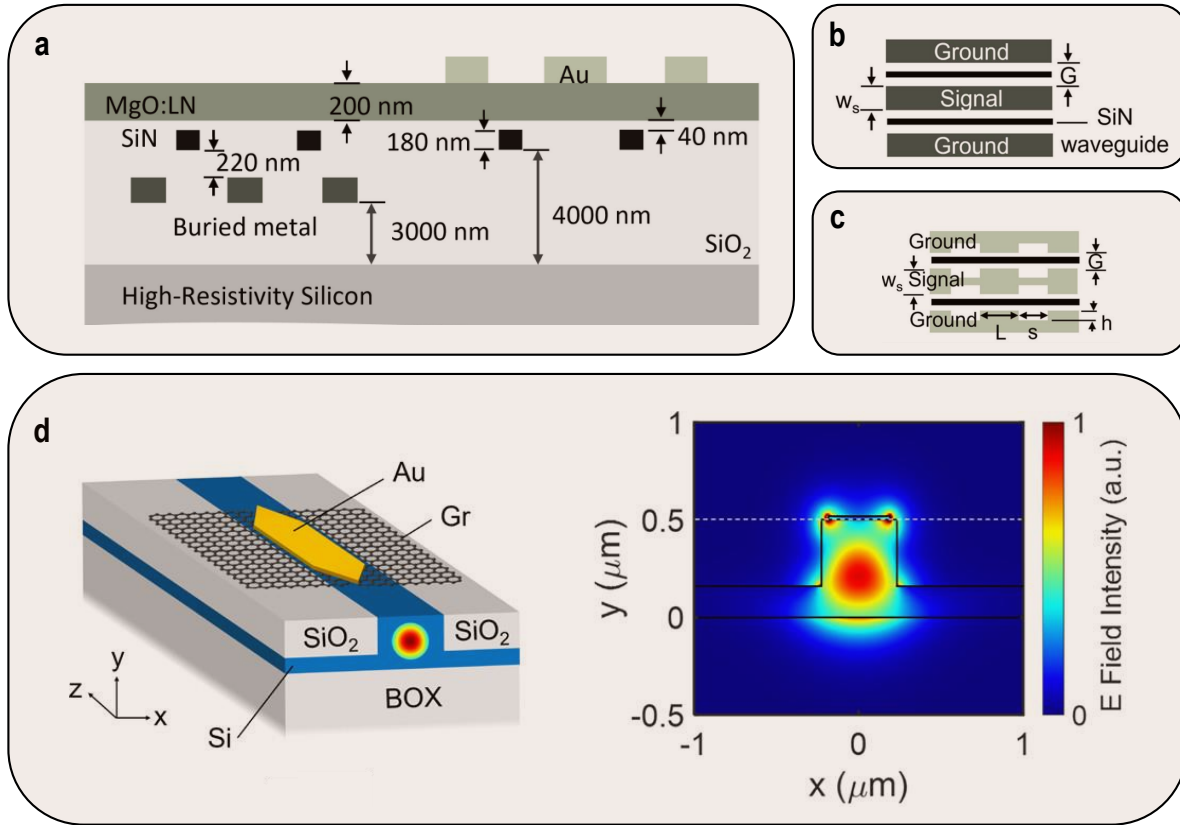 a
Au
MgO:LN
200 nm
SiN
180 nm
40 nm
220 nm
Buried metal
3000 nm
4000 nm
SiO₂
High-Resistivity Silicon
b
Ground
G
wₛ
Signal
SiN
Ground
waveguide
c
Ground
G
wₛ
Signal
Ground
h
L
s
d
Au
Gr
SiO₂
SiO₂
BOX
Si
y
z
x
1
0.5
0
-0.5
y (μm)
-1
0
1
x (μm)
1
0
E Field Intensity (a.u.)